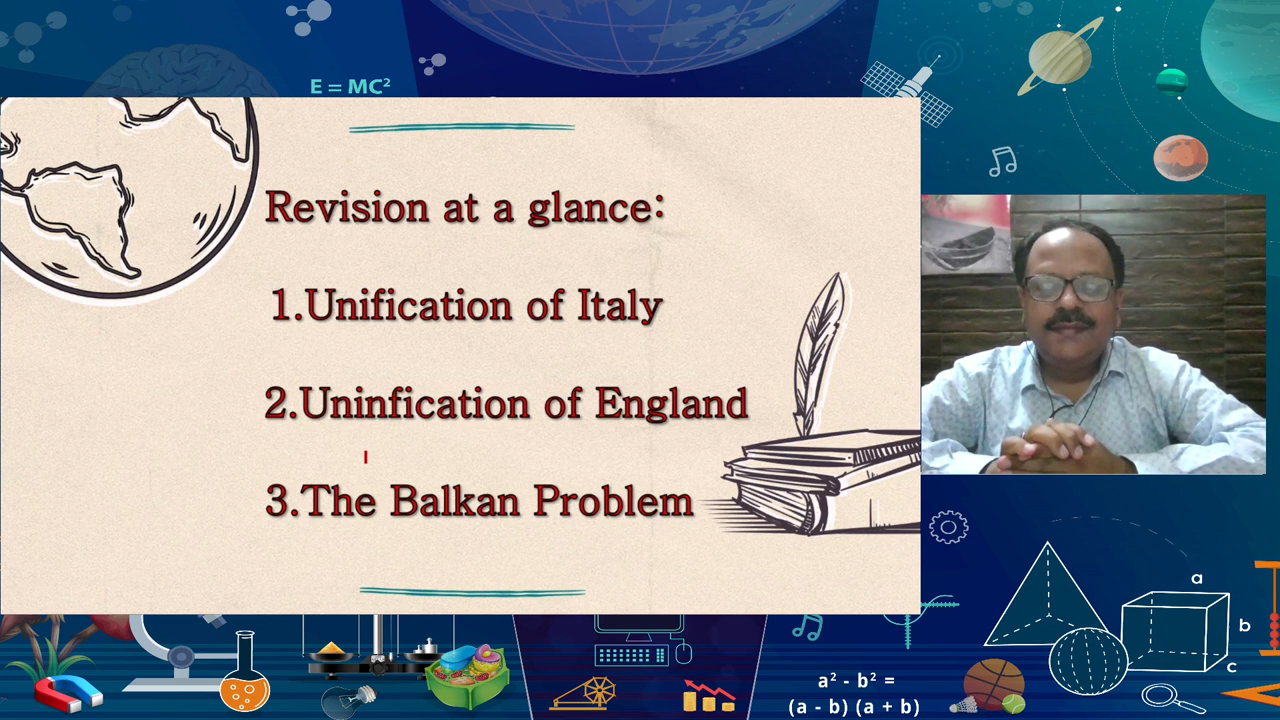 E = MC²
Revision at a glance:
1.Unification of Italy
2.Uninfication of England
3.The Balkan Problem
a
b
c
a² - b² =
(a - b) (a + b)